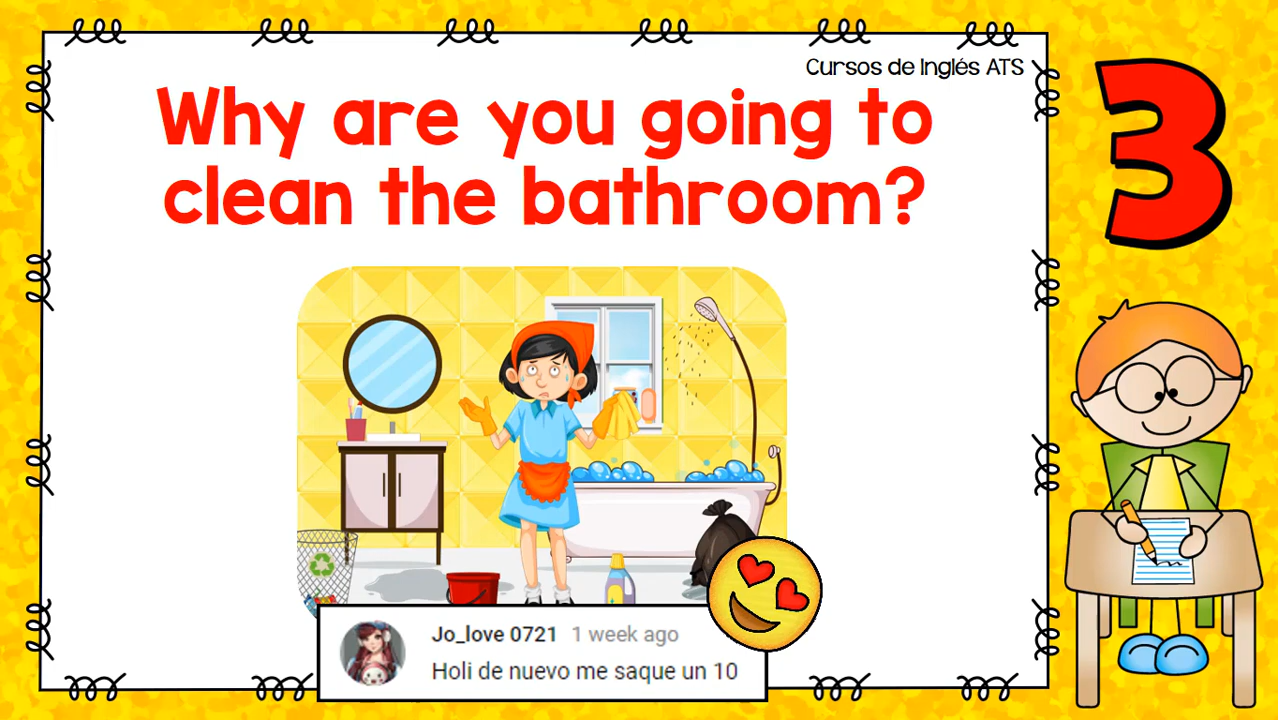 Cursos de Inglés ATS
Why are you going to
clean the bathroom?
3
Jo_love 0721 1 week ago
Holi de nuevo me saque un 10